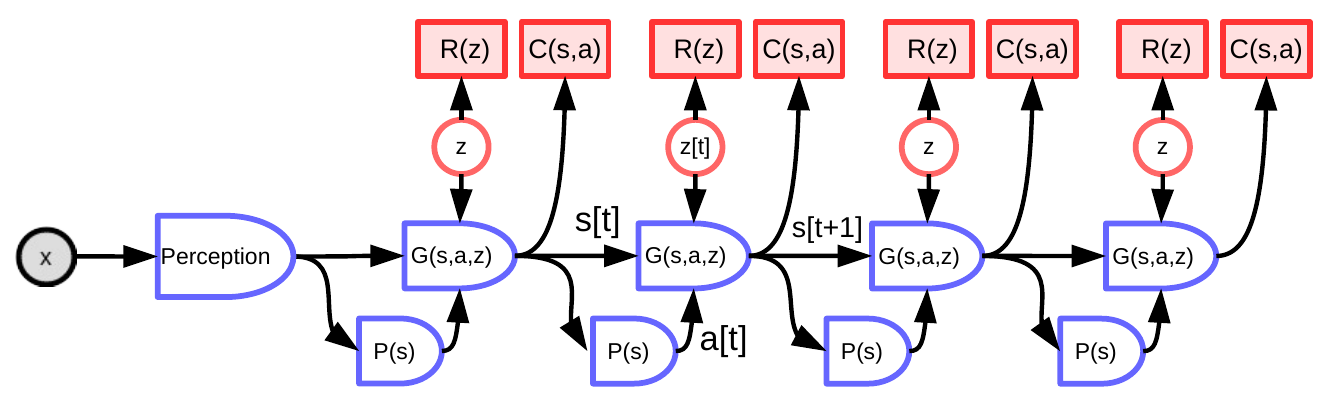 R(z) C(s,a) R(z) C(s,a) R(z) C(s,a) R(z) C(s,a)
z z[t] z z
s[t] s[t+1]
x Perception G(s,a,z) G(s,a,z) G(s,a,z) G(s,a,z)
P(s) P(s) a[t] P(s) P(s)